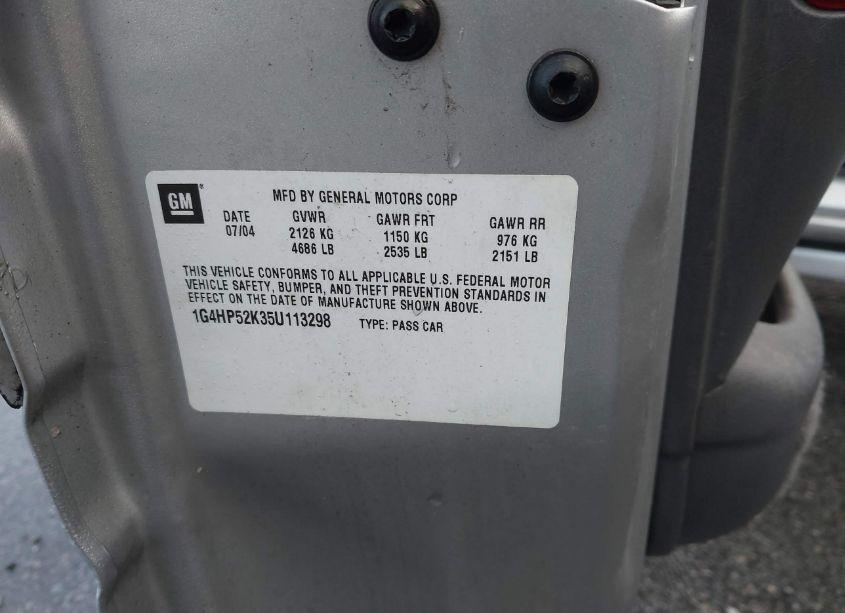 GM ®
MFD BY GENERAL MOTORS CORP
DATE GVWR GAWR FRT GAWR RR
07/04 2126 KG 1150 KG 976 KG
4686 LB 2535 LB 2151 LB
THIS VEHICLE CONFORMS TO ALL APPLICABLE U.S. FEDERAL MOTOR
VEHICLE SAFETY, BUMPER, AND THEFT PREVENTION STANDARDS IN
EFFECT ON THE DATE OF MANUFACTURE SHOWN ABOVE.
1G4HP52K35U113298 TYPE: PASS CAR